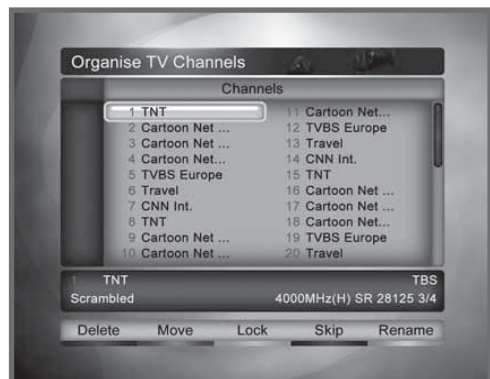 Organise TV Channels
Channels
1 TNT
2 Cartoon Net ...
3 Cartoon Net ...
4 Cartoon Net...
5 TVBS Europe
6 Travel
7 CNN Int.
8 TNT
9 Cartoon Net ...
10 Cartoon Net ...
11 Cartoon Net...
12 TVBS Europe
13 Travel
14 CNN Int.
15 TNT
16 Cartoon Net ...
17 Cartoon Net ...
18 Cartoon Net...
19 TVBS Europe
20 Travel
1 TNT TBS
Scrambled 4000MHz(H) SR 28125 3/4
Delete Move Lock Skip Rename